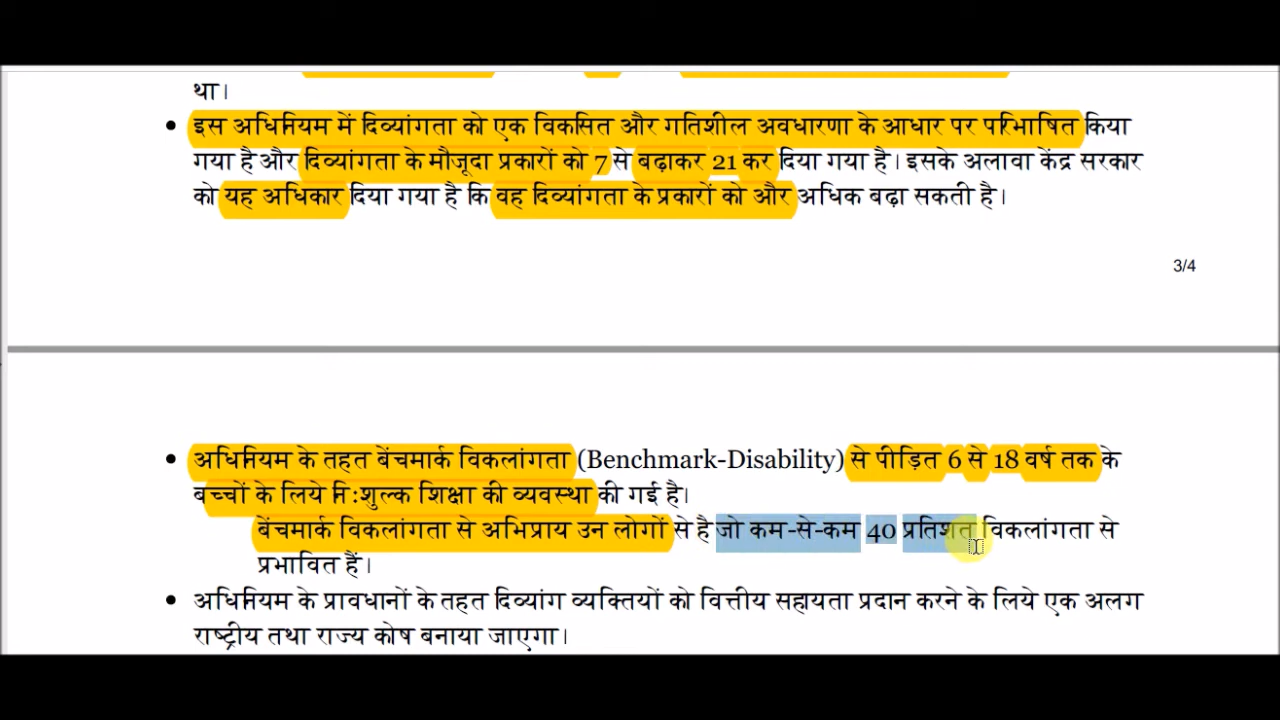 था।
• इस अधिनियम में दिव्यांगता को एक विकसित और गतिशील अवधारणा के आधार पर परिभाषित किया
गया है और दिव्यांगता के मौजूदा प्रकारों को 7 से बढ़ाकर 21 कर दिया गया है। इसके अलावा केंद्र सरकार
को यह अधिकार दिया गया है कि वह दिव्यांगता के प्रकारों को और अधिक बढ़ा सकती है।
3/4
• अधिनियम के तहत बेंचमार्क विकलांगता (Benchmark-Disability) से पीड़ित 6 से 18 वर्ष तक के
बच्चों के लिये नि:शुल्क शिक्षा की व्यवस्था की गई है।
बेंचमार्क विकलांगता से अभिप्राय उन लोगों से है जो कम-से-कम 40 प्रतिशत विकलांगता से
प्रभावित हैं।
• अधिनियम के प्रावधानों के तहत दिव्यांग व्यक्तियों को वित्तीय सहायता प्रदान करने के लिये एक अलग
राष्ट्रीय तथा राज्य कोष बनाया जाएगा।